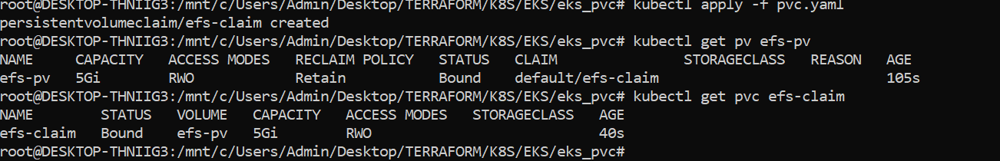 root@DESKTOP-THNIIG3:/mnt/c/Users/Admin/Desktop/TERRAFORM/K8S/EKS/eks_pvc# kubectl apply -f pvc.yaml
persistentvolumeclaim/efs-claim created
root@DESKTOP-THNIIG3:/mnt/c/Users/Admin/Desktop/TERRAFORM/K8S/EKS/eks_pvc# kubectl get pv efs-pv
NAME     CAPACITY   ACCESS MODES   RECLAIM POLICY   STATUS   CLAIM               STORAGECLASS   REASON   AGE
efs-pv   5Gi        RWO            Retain           Bound    default/efs-claim                           105s
root@DESKTOP-THNIIG3:/mnt/c/Users/Admin/Desktop/TERRAFORM/K8S/EKS/eks_pvc# kubectl get pvc efs-claim
NAME        STATUS   VOLUME   CAPACITY   ACCESS MODES   STORAGECLASS   AGE
efs-claim   Bound    efs-pv   5Gi        RWO                           40s
root@DESKTOP-THNIIG3:/mnt/c/Users/Admin/Desktop/TERRAFORM/K8S/EKS/eks_pvc#